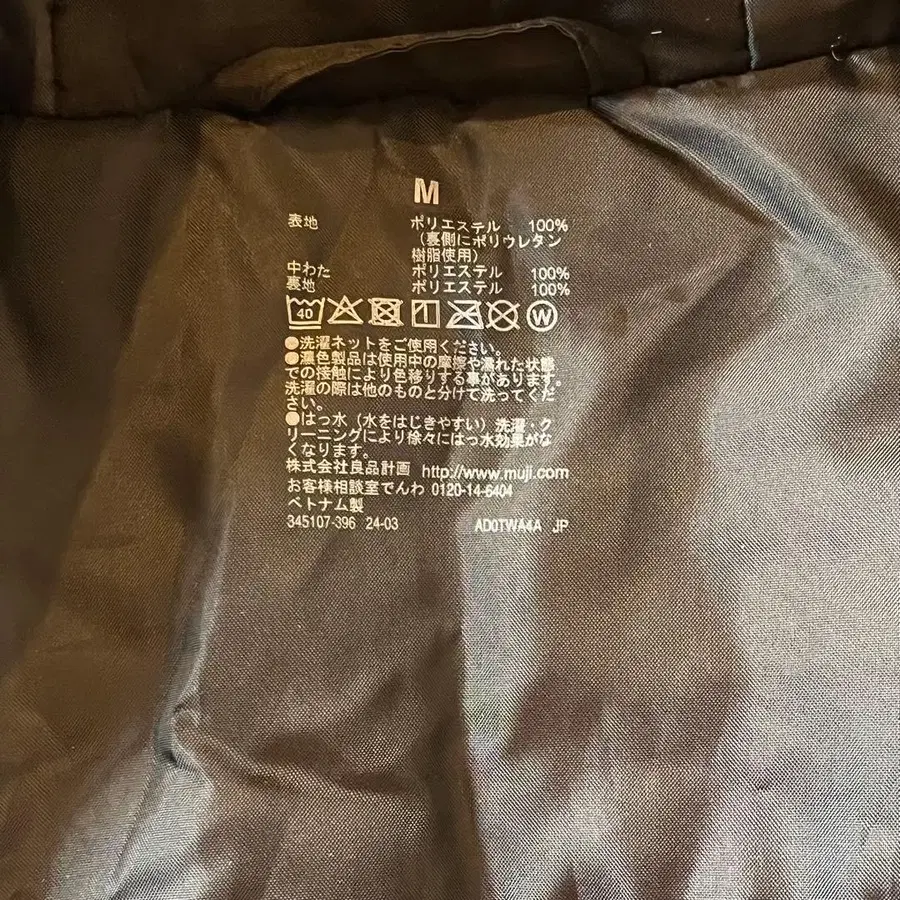 M
表地 ポリエステル 100%
(裏側にポリウレタン
樹脂使用)
中わた ポリエステル 100%
裏地 ポリエステル 100%
40 W
●洗濯ネットをご使用ください。
●濃色製品は使用中の摩擦や濡れた状態
での接触により色移りする事があります。
洗濯の際は他のものと分けて洗ってくだ
さい。
●はっ水(水をはじきやすい)洗濯・ク
リーニングにより徐々にはっ水効果がな
くなります。
株式会社良品計画 http://www.muji.com
お客様相談室でんわ 0120-14-6404
ベトナム製
345107-396 24-03 AD0TWA4A JP